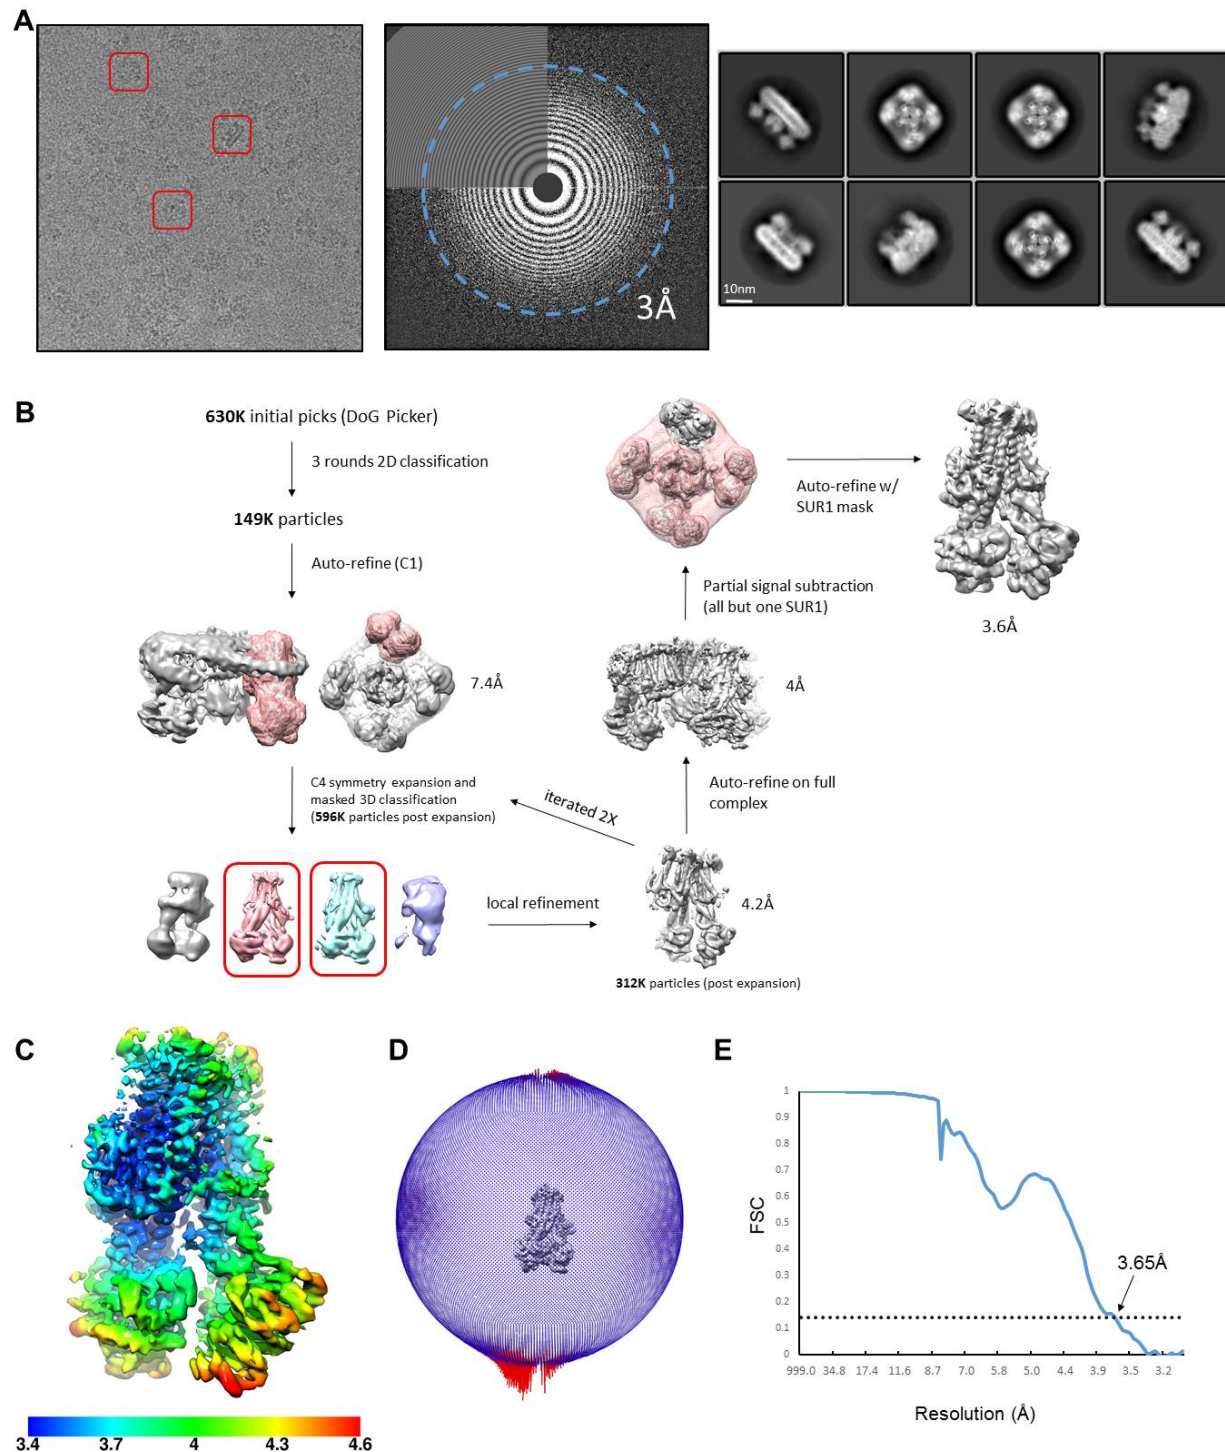 A
3Å
10nm
B
630K initial picks (DoG Picker)
3 rounds 2D classification
149K particles
Auto-refine (C1)
7.4Å
C4 symmetry expansion and
masked 3D classification
(596K particles post expansion)
iterated 2X
local refinement
4.2Å
312K particles (post expansion)
Auto-refine on full
complex
4Å
Partial signal subtraction
(all but one SUR1)
Auto-refine w/
SUR1 mask
3.6Å
C
3.4 3.7 4 4.3 4.6
D
E
FSC
1
0.9
0.8
0.7
0.6
0.5
0.4
0.3
0.2
0.1
0
3.65Å
999.0 34.8 17.4 11.6 8.7 7.0 5.8 5.0 4.4 3.9 3.5 3.2
Resolution (Å)